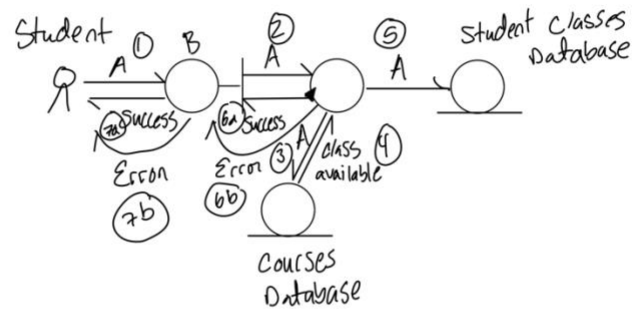 Student
1
A
B
2
A
5
A
Student Classes
Database
7a Success
Error
7b
6a Success
Error
6b
3
A
Class
available
4
Courses
Database